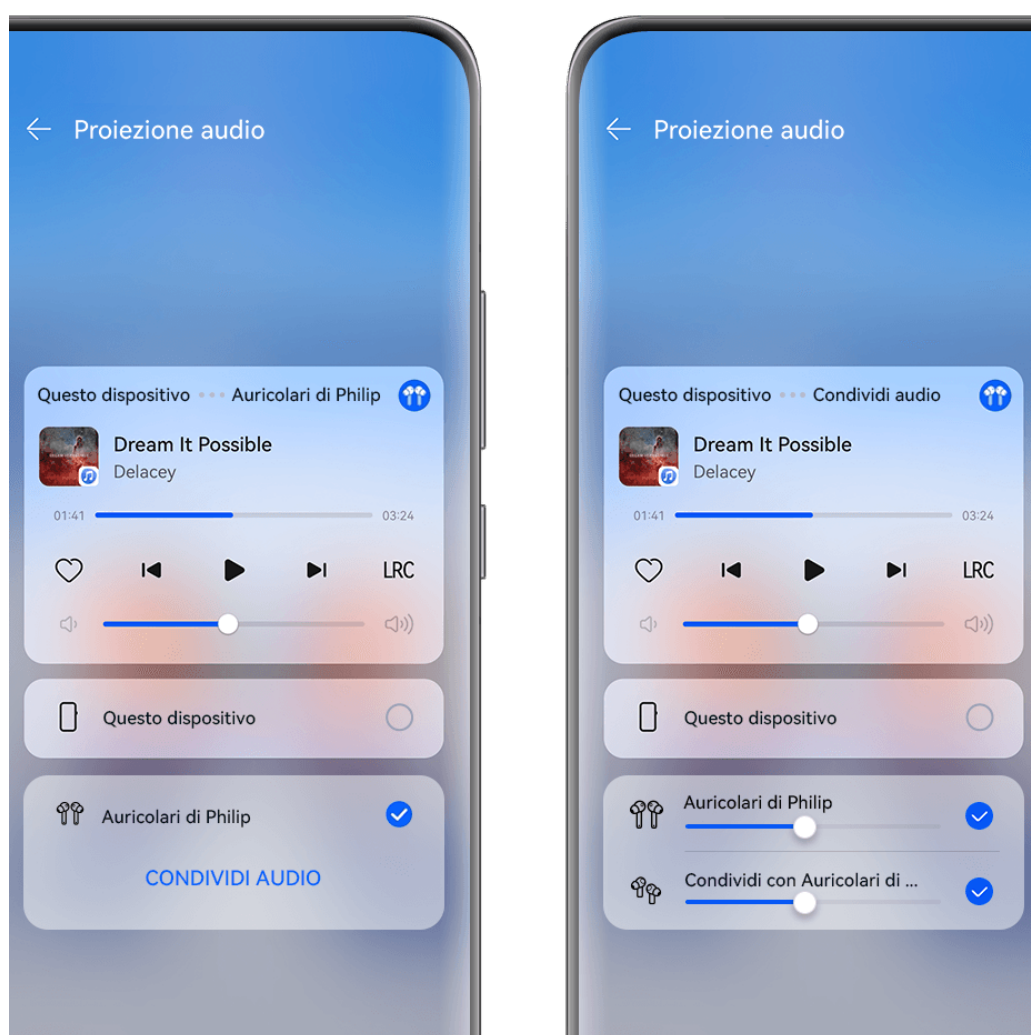 Proiezione audio
Questo dispositivo Auricolari di Philip
Dream It Possible
Delacey
01:41 03:24
LRC
Questo dispositivo
Auricolari di Philip
CONDIVIDI AUDIO
Proiezione audio
Questo dispositivo Condividi audio
Dream It Possible
Delacey
01:41 03:24
LRC
Questo dispositivo
Auricolari di Philip
Condividi con Auricolari di ...